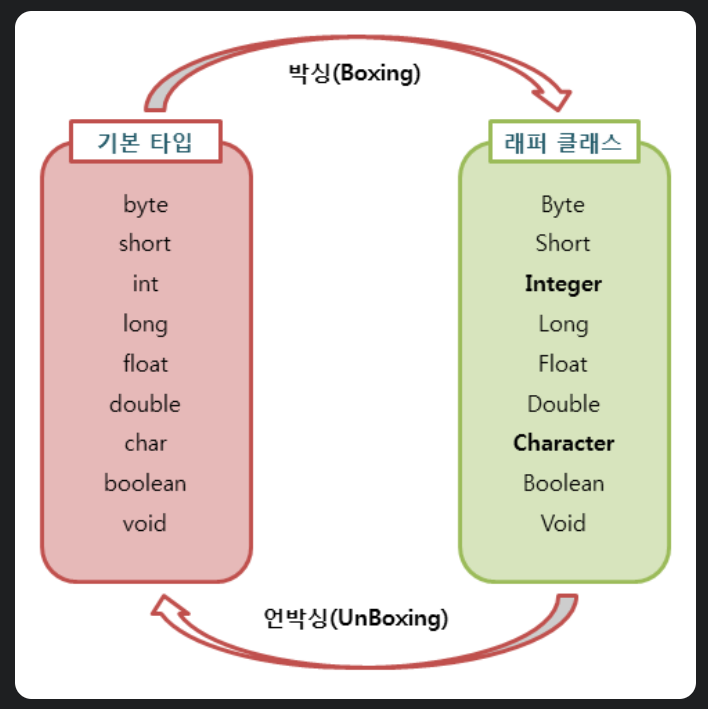 박싱(Boxing)
기본 타입
byte
short
int
long
float
double
char
boolean
void
래퍼 클래스
Byte
Short
Integer
Long
Float
Double
Character
Boolean
Void
언박싱(UnBoxing)